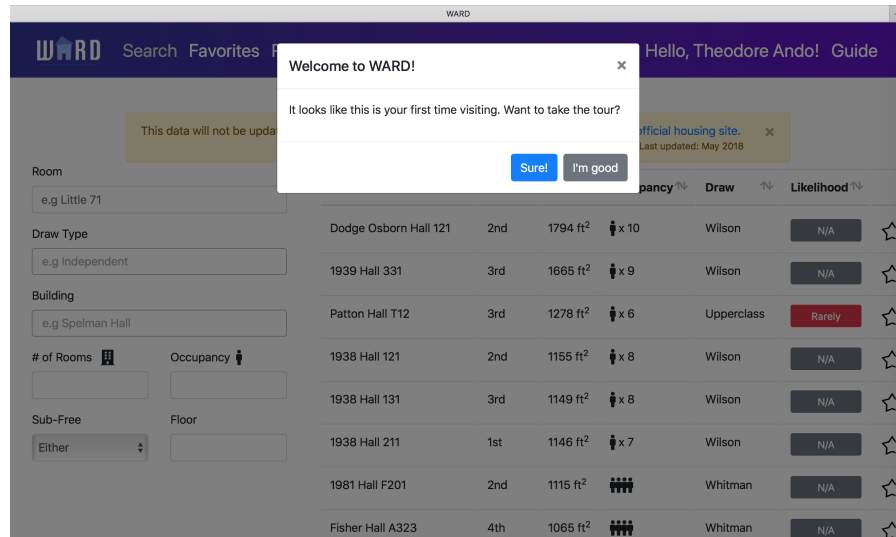 WARD
WARD Search Favorites Hello, Theodore Ando! Guide
Welcome to WARD! ×
It looks like this is your first time visiting. Want to take the tour?
Sure! I'm good
This data will not be upda official housing site. ×
Last updated: May 2018
Room
e.g Little 71
Draw Type
e.g Independent
Building
e.g Spelman Hall
# of Rooms Occupancy
Sub-Free Floor
Either
pancy Draw Likelihood
Dodge Osborn Hall 121 2nd 1794 ft² x 10 Wilson N/A
1939 Hall 331 3rd 1665 ft² x 9 Wilson N/A
Patton Hall T12 3rd 1278 ft² x 6 Upperclass Rarely
1938 Hall 121 2nd 1155 ft² x 8 Wilson N/A
1938 Hall 131 3rd 1149 ft² x 8 Wilson N/A
1938 Hall 211 1st 1146 ft² x 7 Wilson N/A
1981 Hall F201 2nd 1115 ft² Whitman N/A
Fisher Hall A323 4th 1065 ft² Whitman N/A